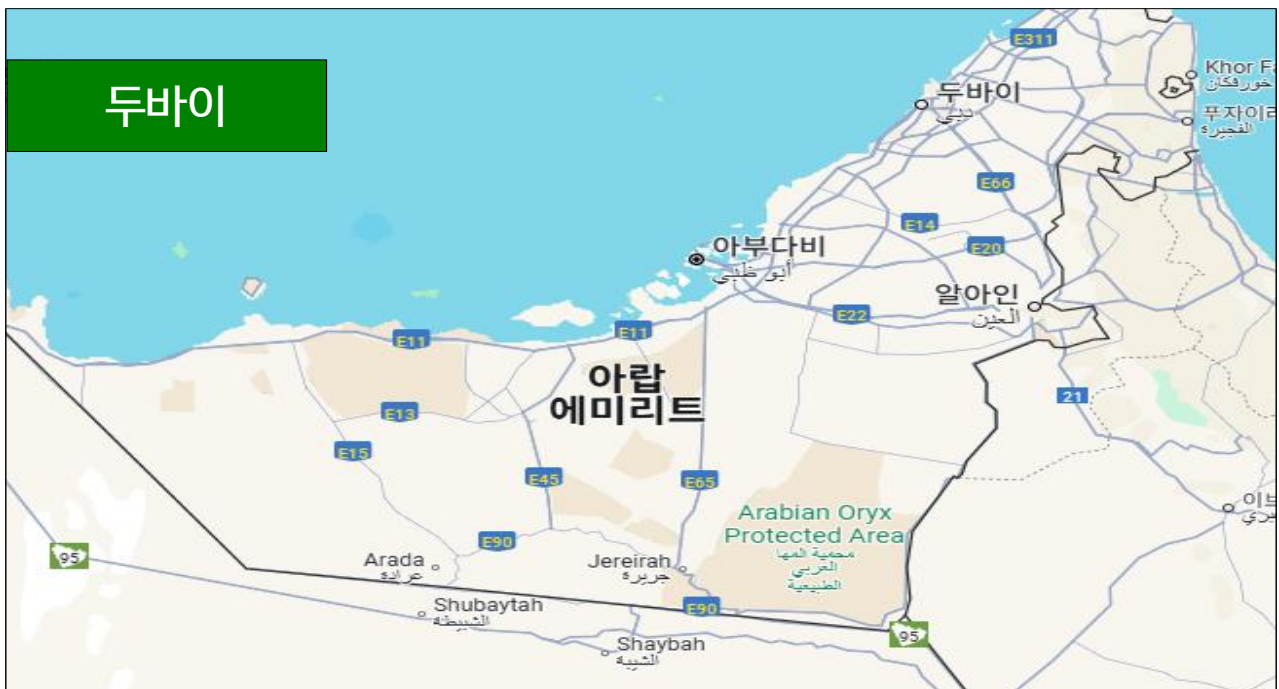 두바이
E311
Khor Fa
خورفكان
두바이
دبي
푸자이라
الفجيرة
E66
E14
E20
아부다비
أبو ظبي
알아인
العين
E22
E11
E11
아랍
에미리트
21
E13
E15
E45
E65
Arabian Oryx
Protected Area
محمية المها
العربي
الطبيعية
95
E90
Arada
عرادة
Jereirah
جريرة
E90
Shubaytah
الشبيطة
95
Shaybah
الشيبة